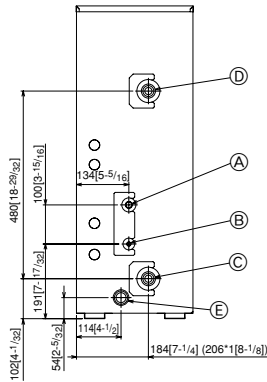 D
134[5-5/16]
A
100[3-15/16]
480[18-29/32]
B
C
191[7-17/32]
E
114[4-1/2]
184[7-1/4] (206*1[8-1/8])
54[2-5/32]
102[4-1/32]